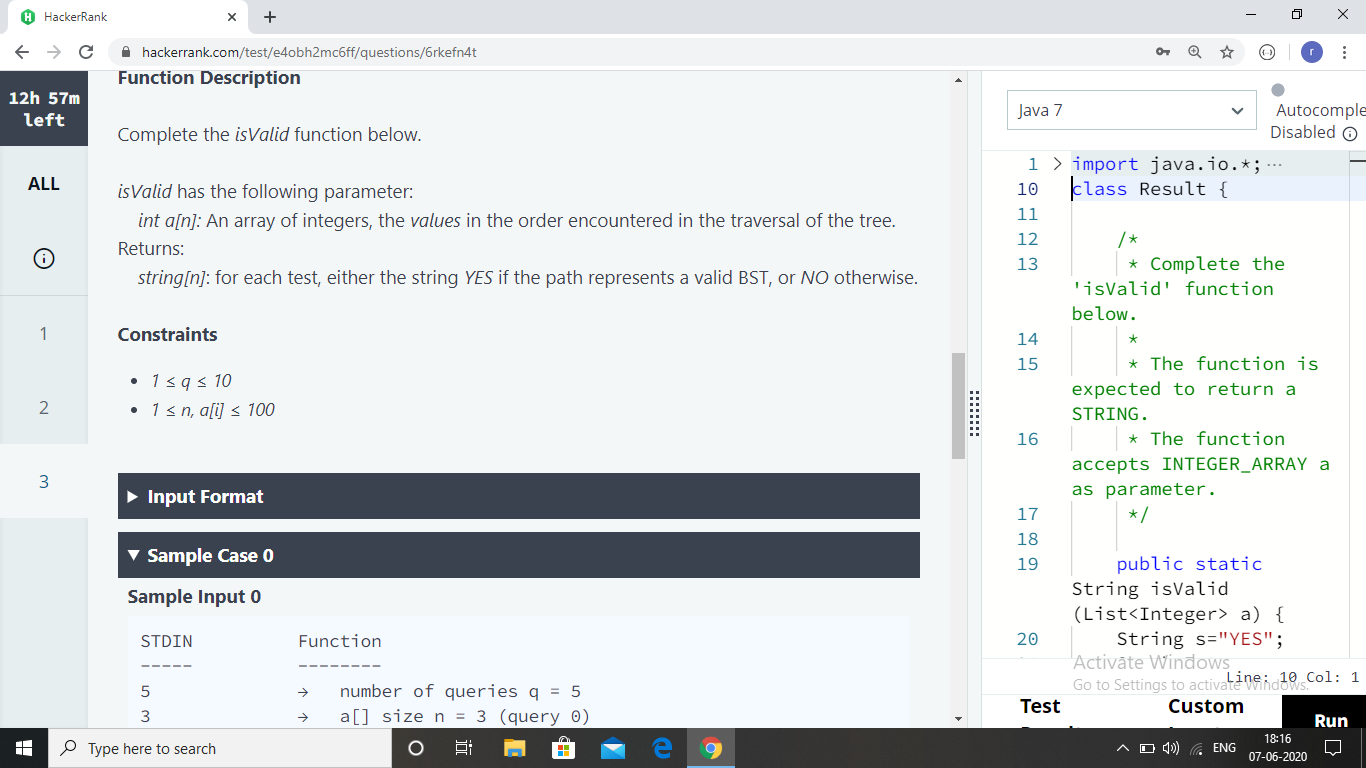 HackerRank
hackerrank.com/test/e4obh2mc6ff/questions/6rkefn4t
r
12h 57m
left
ALL
1
2
3
Function Description
Complete the isValid function below.
isValid has the following parameter:
int a[n]: An array of integers, the values in the order encountered in the traversal of the tree.
Returns:
string[n]: for each test, either the string YES if the path represents a valid BST, or NO otherwise.
Constraints
• 1 ≤ q ≤ 10
• 1 ≤ n, a[i] ≤ 100
Input Format
Sample Case 0
Sample Input 0
STDIN Function
----- --------
5 → number of queries q = 5
3 → a[] size n = 3 (query 0)
Java 7
Autocomple
Disabled
1 import java.io.*; ...
10 class Result {
11
12 /*
13 * Complete the
'isValid' function
below.
14 *
15 * The function is
expected to return a
STRING.
16 * The function
accepts INTEGER_ARRAY a
as parameter.
17 */
18
19 public static
String isValid
(List<Integer> a) {
20 String s="YES";
Activate Windows
Go to Settings to activate Windows.
Line: 10 Col: 1
Test
Custom
Run
Type here to search
ENG
18:16
07-06-2020